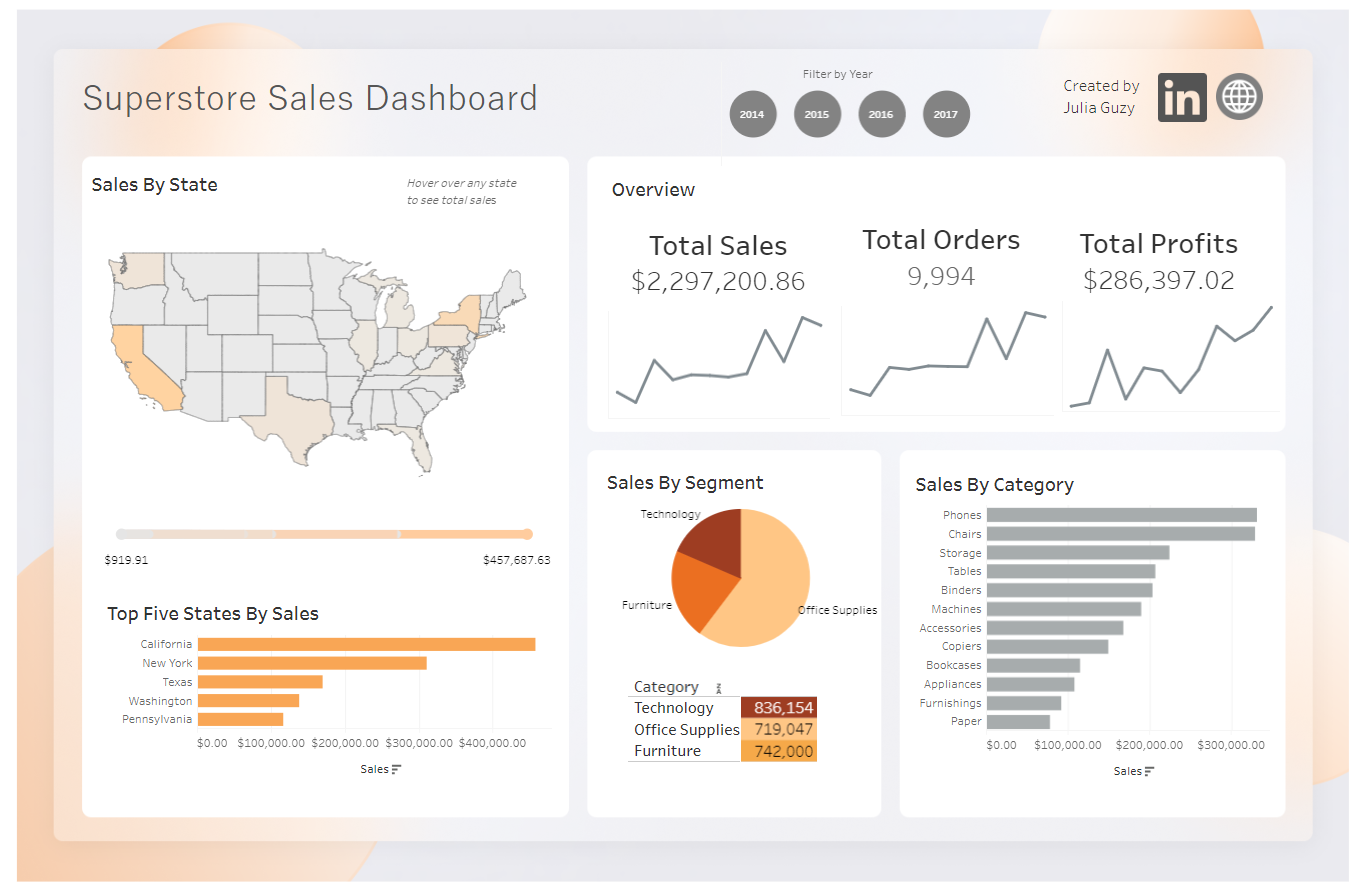 Superstore Sales Dashboard
Filter by Year
2014 2015 2016 2017
Created by
Julia Guzy
in
Sales By State
Hover over any state
to see total sales
$919.91 $457,687.63
Top Five States By Sales
California
New York
Texas
Washington
Pennsylvania
$0.00 $100,000.00 $200,000.00 $300,000.00 $400,000.00
Sales
Overview
Total Sales
$2,297,200.86
Total Orders
9,994
Total Profits
$286,397.02
Sales By Segment
Technology
Furniture
Office Supplies
Category
Technology 836,154
Office Supplies 719,047
Furniture 742,000
Sales By Category
Phones
Chairs
Storage
Tables
Binders
Machines
Accessories
Copiers
Bookcases
Appliances
Furnishings
Paper
$0.00 $100,000.00 $200,000.00 $300,000.00
Sales